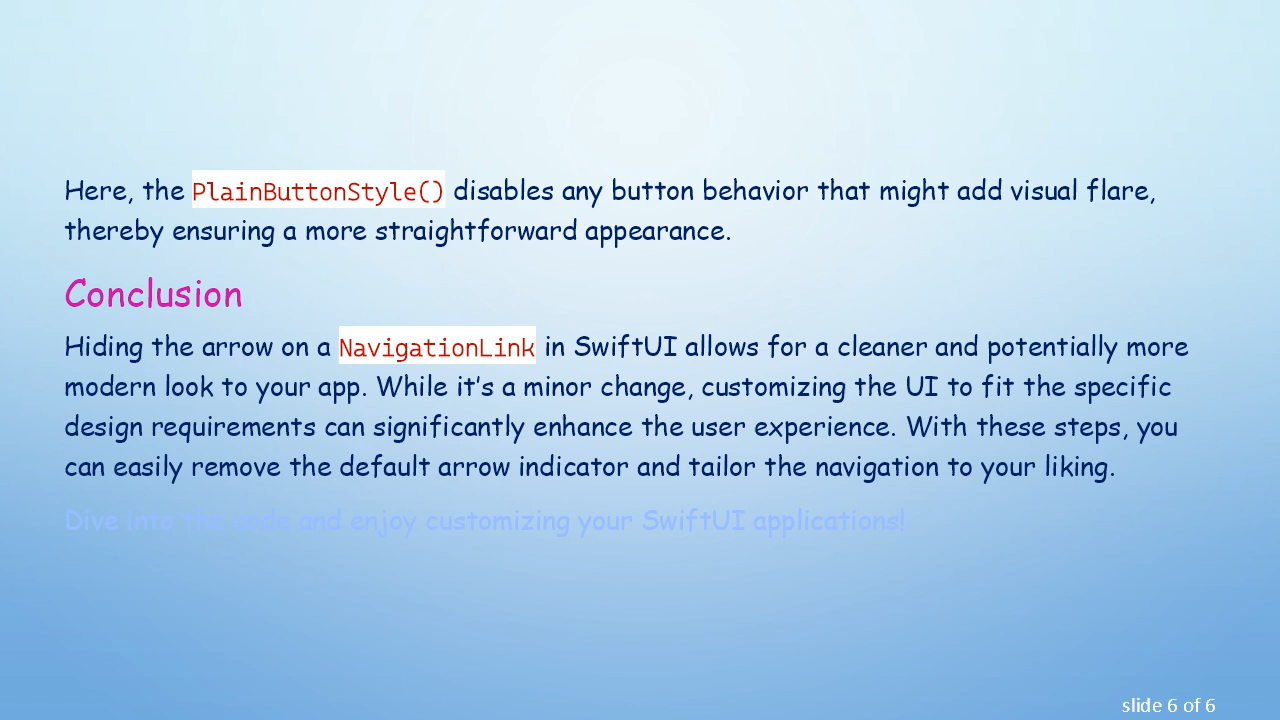 Here, the PlainButtonStyle() disables any button behavior that might add visual flare,
thereby ensuring a more straightforward appearance.
Conclusion
Hiding the arrow on a NavigationLink in SwiftUI allows for a cleaner and potentially more
modern look to your app. While it’s a minor change, customizing the UI to fit the specific
design requirements can significantly enhance the user experience. With these steps, you
can easily remove the default arrow indicator and tailor the navigation to your liking.
Dive into the code and enjoy customizing your SwiftUI applications!
slide 6 of 6